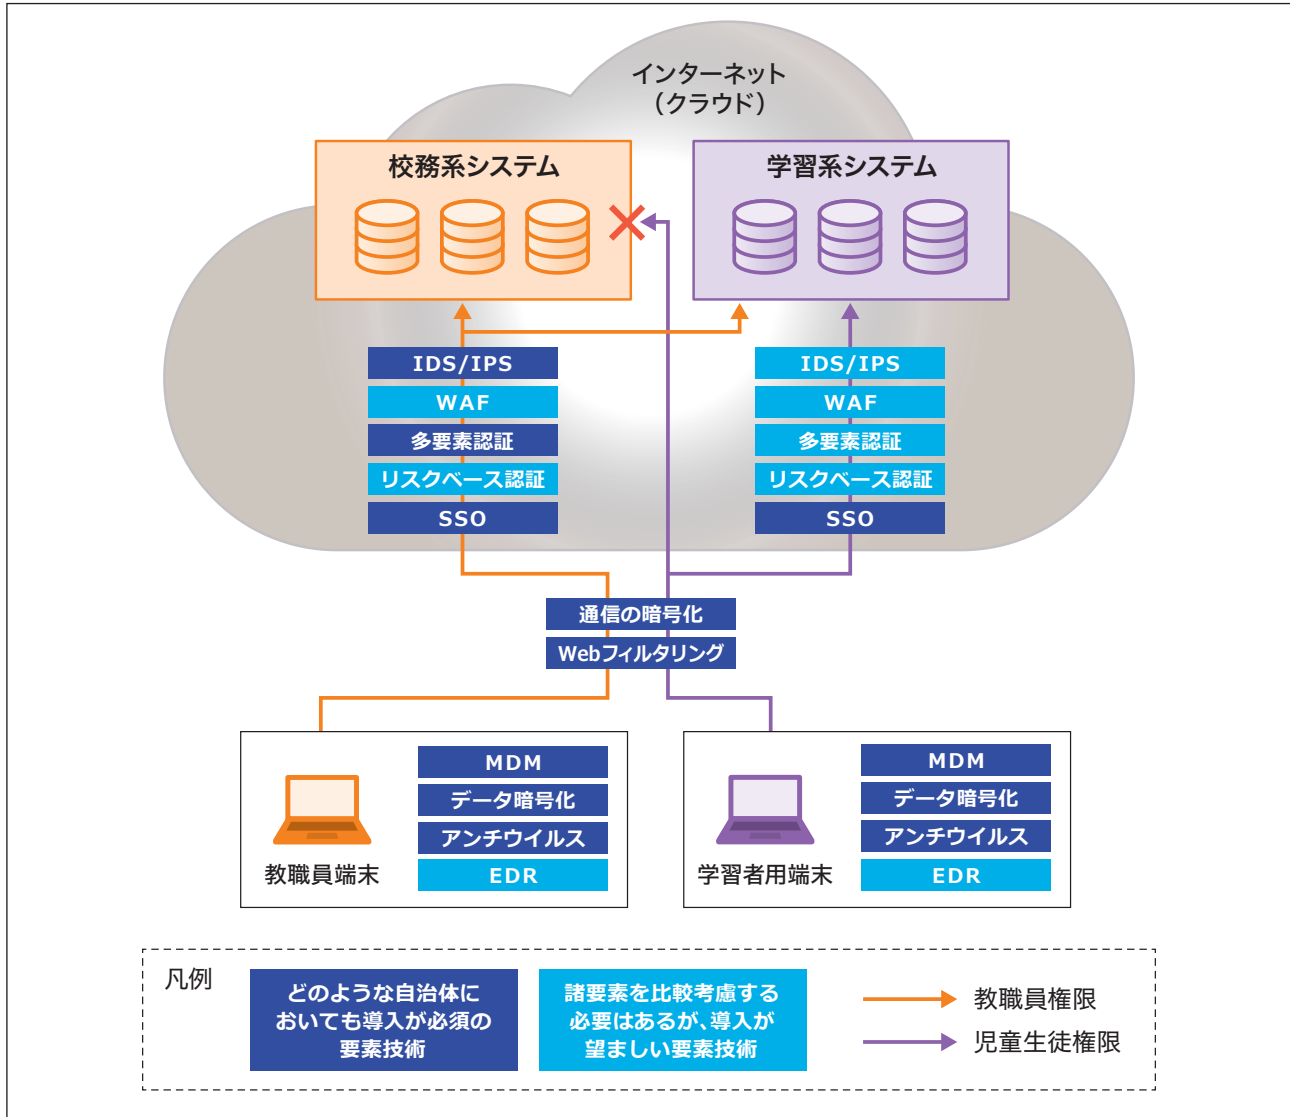 インターネット
（クラウド）
校務系システム
学習系システム
IDS/IPS
WAF
多要素認証
リスクベース認証
SSO
IDS/IPS
WAF
多要素認証
リスクベース認証
SSO
通信の暗号化
Webフィルタリング
MDM
データ暗号化
アンチウイルス
EDR
教職員端末
MDM
データ暗号化
アンチウイルス
EDR
学習者用端末
凡例
どのような自治体に
おいても導入が必須の
要素技術
諸要素を比較考慮する
必要はあるが、導入が
望ましい要素技術
教職員権限
児童生徒権限